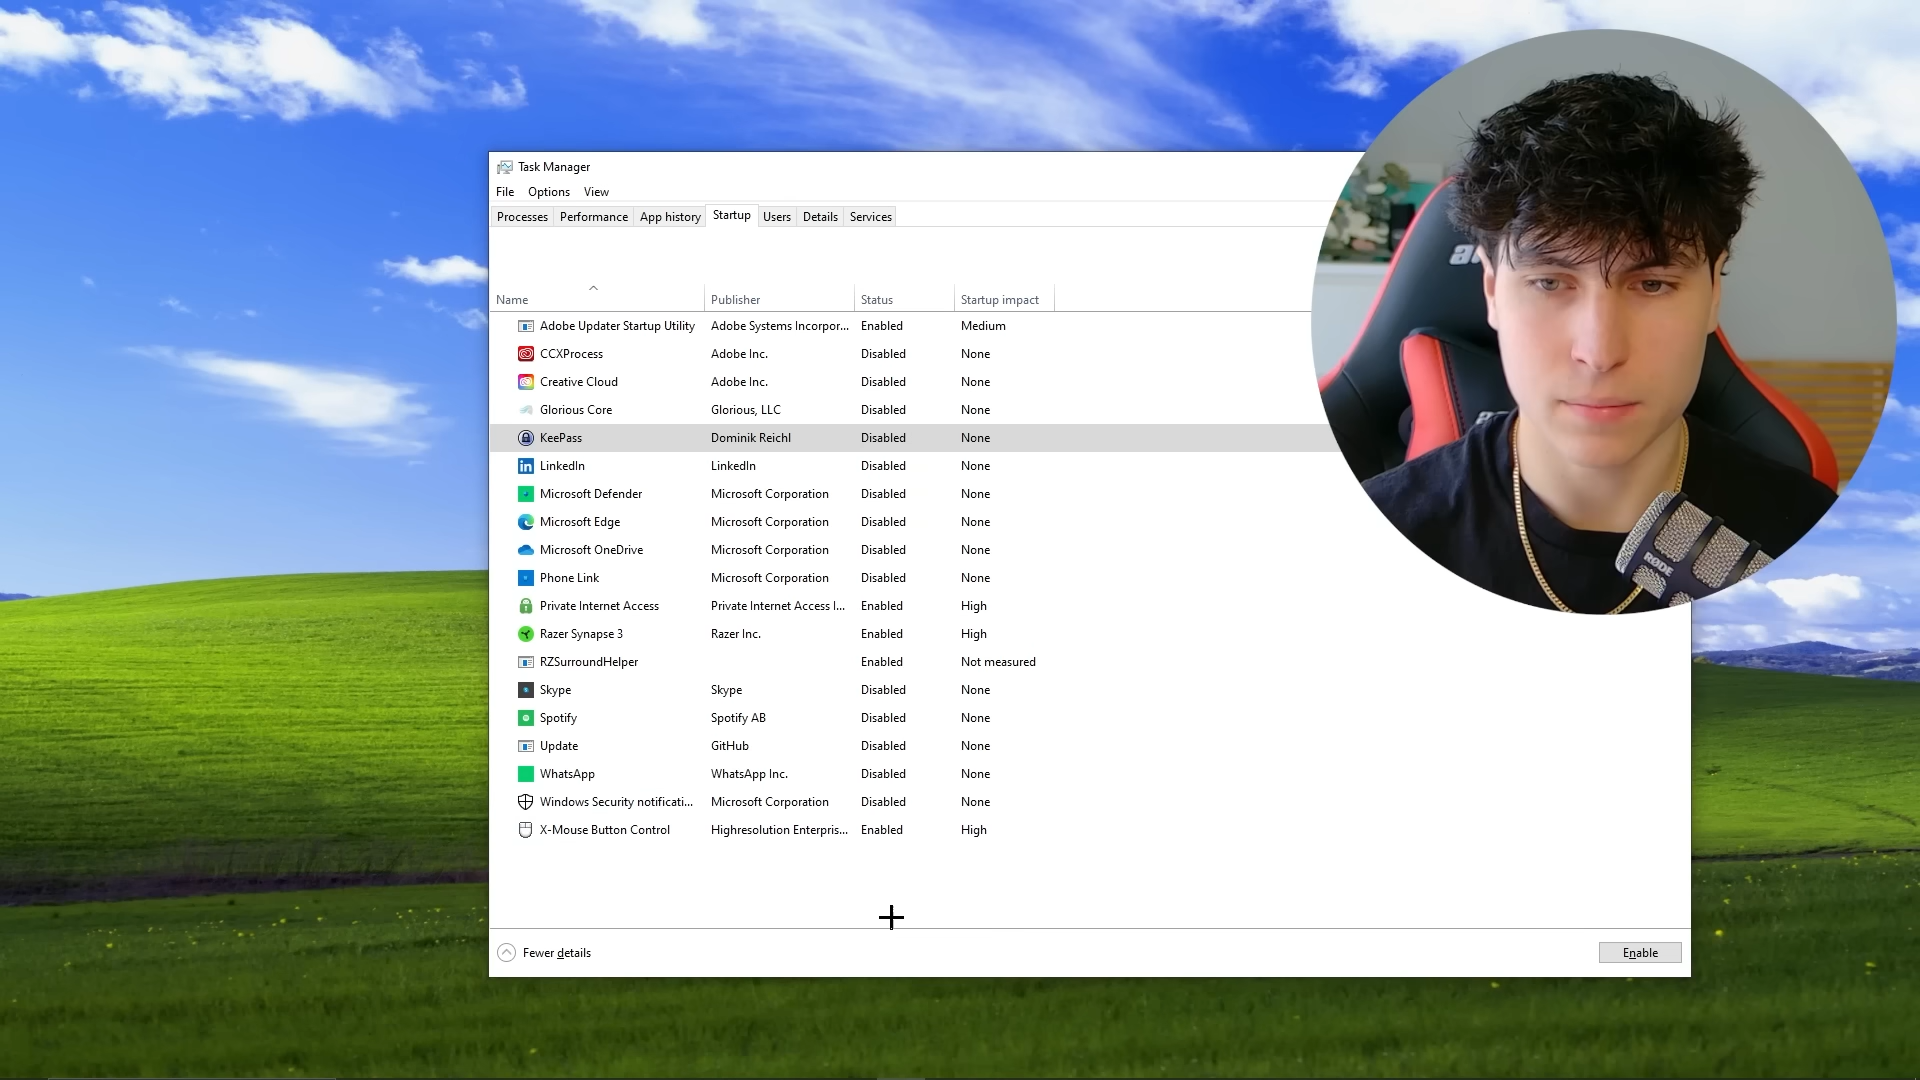 Task Manager
File Options View
Processes Performance App history Startup Users Details Services
Name Publisher Status Startup impact
Adobe Updater Startup Utility Adobe Systems Incorpor... Enabled Medium
CCXProcess Adobe Inc. Disabled None
Creative Cloud Adobe Inc. Disabled None
Glorious Core Glorious, LLC Disabled None
KeePass Dominik Reichl Disabled None
LinkedIn LinkedIn Disabled None
Microsoft Defender Microsoft Corporation Disabled None
Microsoft Edge Microsoft Corporation Disabled None
Microsoft OneDrive Microsoft Corporation Disabled None
Phone Link Microsoft Corporation Disabled None
Private Internet Access Private Internet Access I... Enabled High
Razer Synapse 3 Razer Inc. Enabled High
RZSurroundHelper Enabled Not measured
Skype Skype Disabled None
Spotify Spotify AB Disabled None
Update GitHub Disabled None
WhatsApp WhatsApp Inc. Disabled None
Windows Security notificati... Microsoft Corporation Disabled None
X-Mouse Button Control Highresolution Enterpris... Enabled High
Fewer details
Enable
RODE